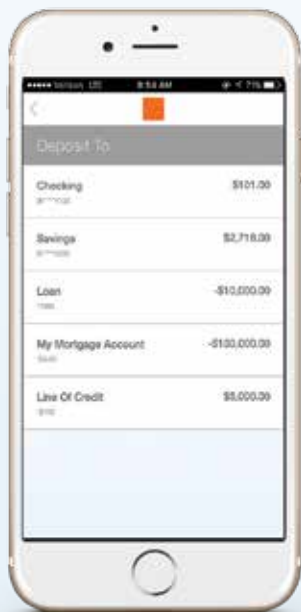 Verizon LTE 8:54 AM 71%
Deposit To
Checking $101.00
Savings $2,718.00
Loan -$10,000.00
My Mortgage Account -$100,000.00
Line Of Credit $5,000.00